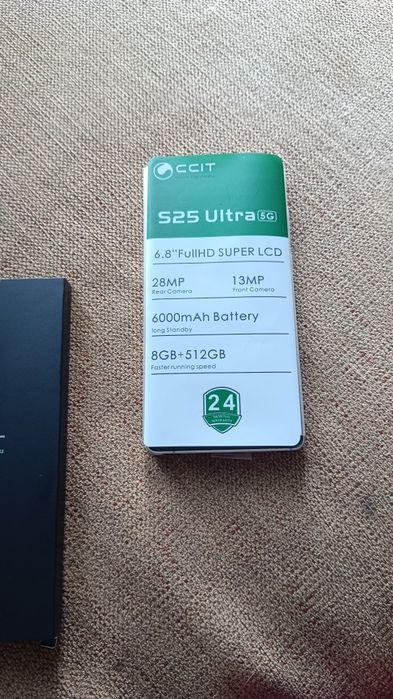 CCIT
S25 Ultra 5G
6.8''FullHD SUPER LCD
28MP 13MP
Rear Camera Front Camera
6000mAh Battery
long Standby
8GB+512GB
Faster running speed
24